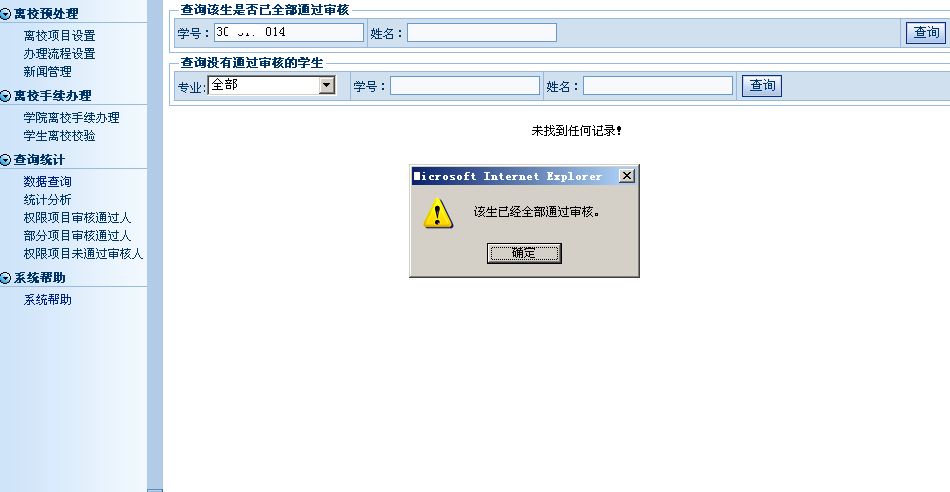 离校预处理
离校项目设置
办理流程设置
新闻管理
离校手续办理
学院离校手续办理
学生离校校验
查询统计
数据查询
统计分析
权限项目审核通过人
部分项目审核通过人
权限项目未通过审核人
系统帮助
系统帮助
查询该生是否已全部通过审核
学号： 014 姓名： 查询
查询没有通过审核的学生
专业: 全部 学号： 姓名： 查询
未找到任何记录！
Microsoft Internet Explorer
该生已经全部通过审核。
确定